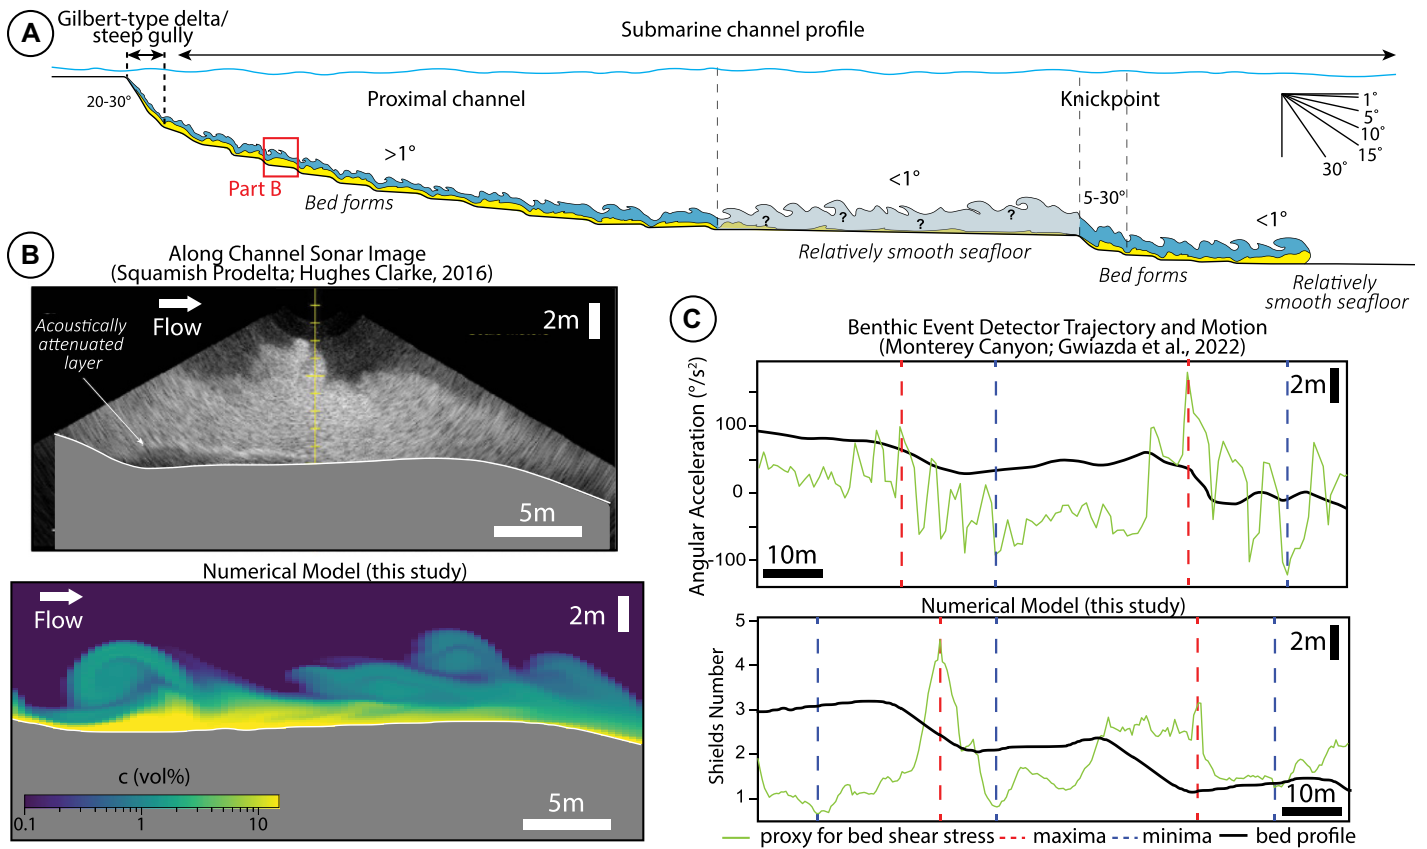 A
Gilbert-type delta/
steep gully
Submarine channel profile
20-30°
Proximal channel
Knickpoint
1°
5°
10°
15°
30°
Part B
>1°
Bed forms
<1°
5-30°
<1°
?
?
?
?
Relatively smooth seafloor
Bed forms
Relatively
smooth seafloor
B
Along Channel Sonar Image
(Squamish Prodelta; Hughes Clarke, 2016)
Flow
2m
Acoustically
attenuated
layer
5m
Numerical Model (this study)
Flow
2m
c (vol%)
0.1
1
10
5m
C
Benthic Event Detector Trajectory and Motion
(Monterey Canyon; Gwiazda et al., 2022)
Angular Acceleration (°/s²)
100
0
-100
2m
10m
Numerical Model (this study)
Shields Number
5
4
3
2
1
2m
10m
proxy for bed shear stress
maxima
minima
bed profile